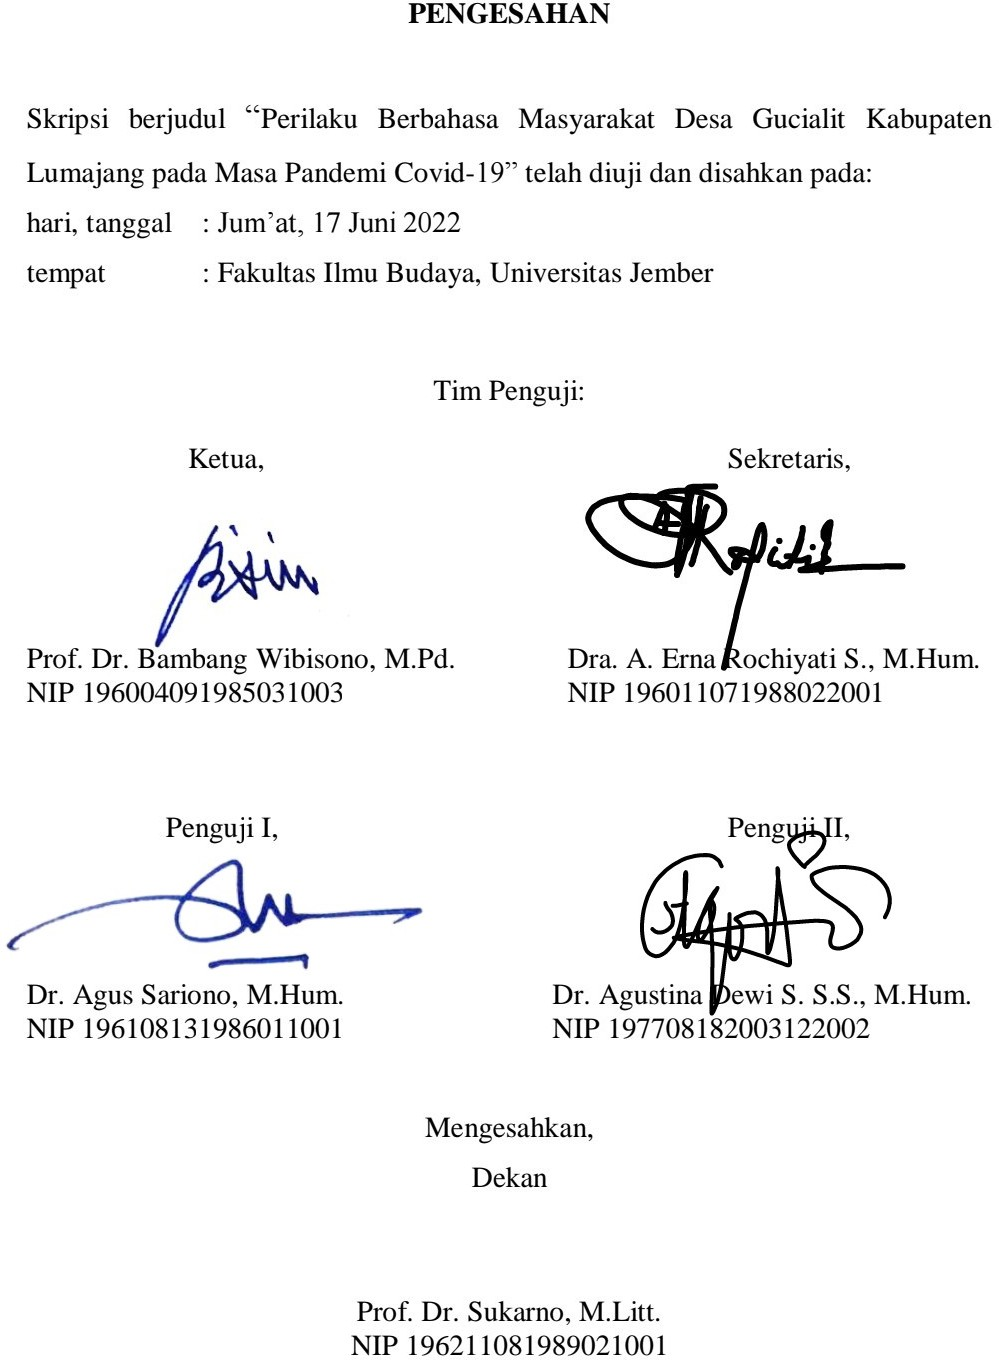 PENGESAHAN
Skripsi berjudul “Perilaku Berbahasa Masyarakat Desa Gucialit Kabupaten
Lumajang pada Masa Pandemi Covid-19” telah diuji dan disahkan pada:
hari, tanggal : Jum’at, 17 Juni 2022
tempat : Fakultas Ilmu Budaya, Universitas Jember
Tim Penguji:
Ketua, Sekretaris,
Prof. Dr. Bambang Wibisono, M.Pd. Dra. A. Erna Rochiyati S., M.Hum.
NIP 196004091985031003 NIP 196011071988022001
Penguji I, Penguji II,
Dr. Agus Sariono, M.Hum. Dr. Agustina Dewi S. S.S., M.Hum.
NIP 196108131986011001 NIP 197708182003122002
Mengesahkan,
Dekan
Prof. Dr. Sukarno, M.Litt.
NIP 196211081989021001